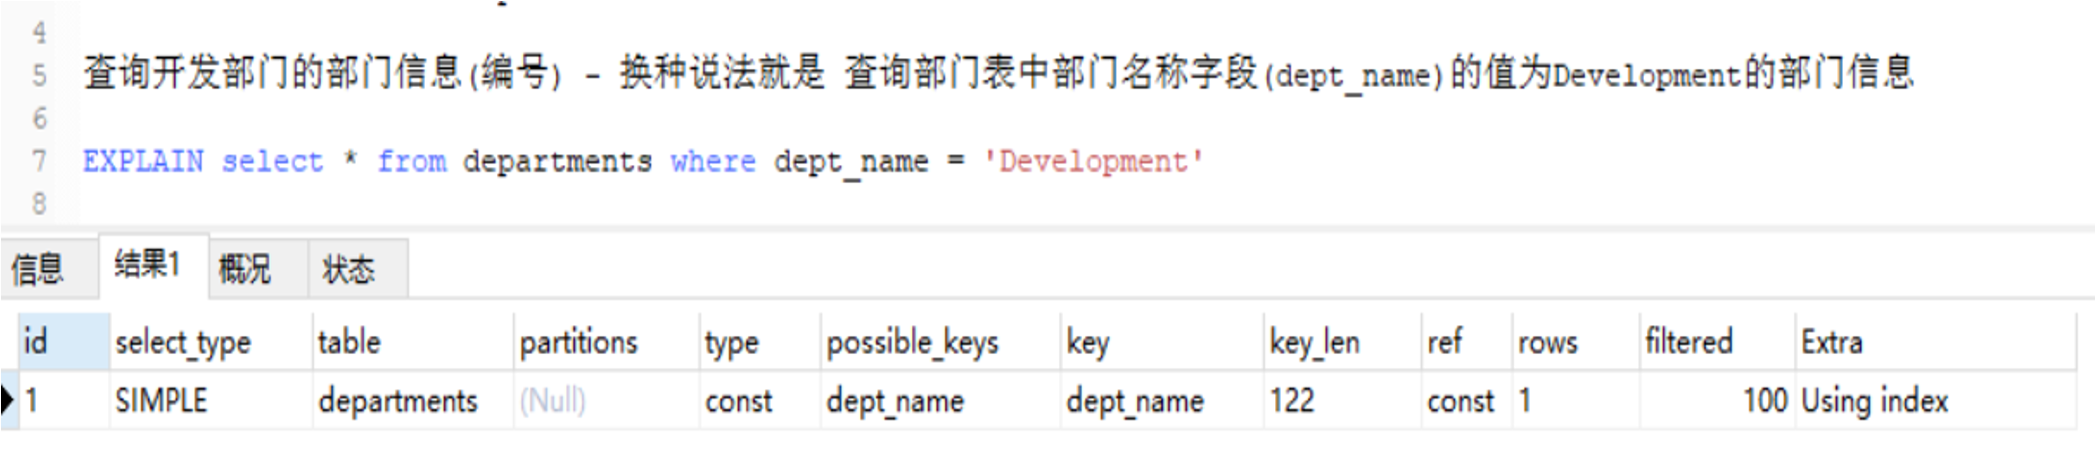 4
5 查询开发部门的部门信息(编号) - 换种说法就是 查询部门表中部门名称字段(dept_name)的值为Development的部门信息
6
7 EXPLAIN select * from departments where dept_name = 'Development'
8
信息 结果1 概况 状态
id select_type table partitions type possible_keys key key_len ref rows filtered Extra
1 SIMPLE departments (Null) const dept_name dept_name 122 const 1 100 Using index